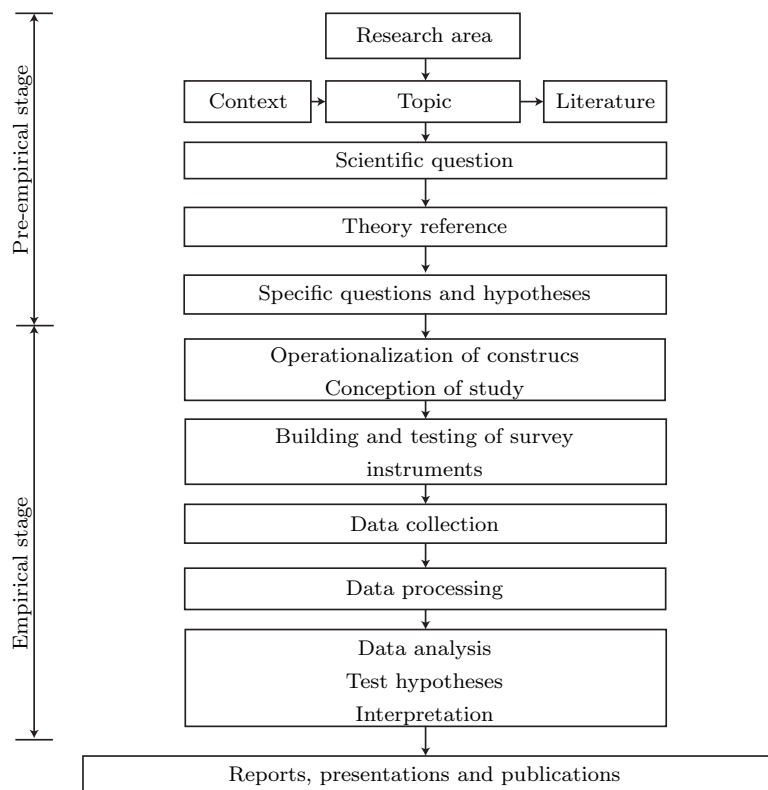 Research area
Context
Topic
Literature
Scientific question
Theory reference
Specific questions and hypotheses
Pre-empirical stage
Operationalization of construcs
Conception of study
Building and testing of survey
instruments
Data collection
Data processing
Data analysis
Test hypotheses
Interpretation
Empirical stage
Reports, presentations and publications